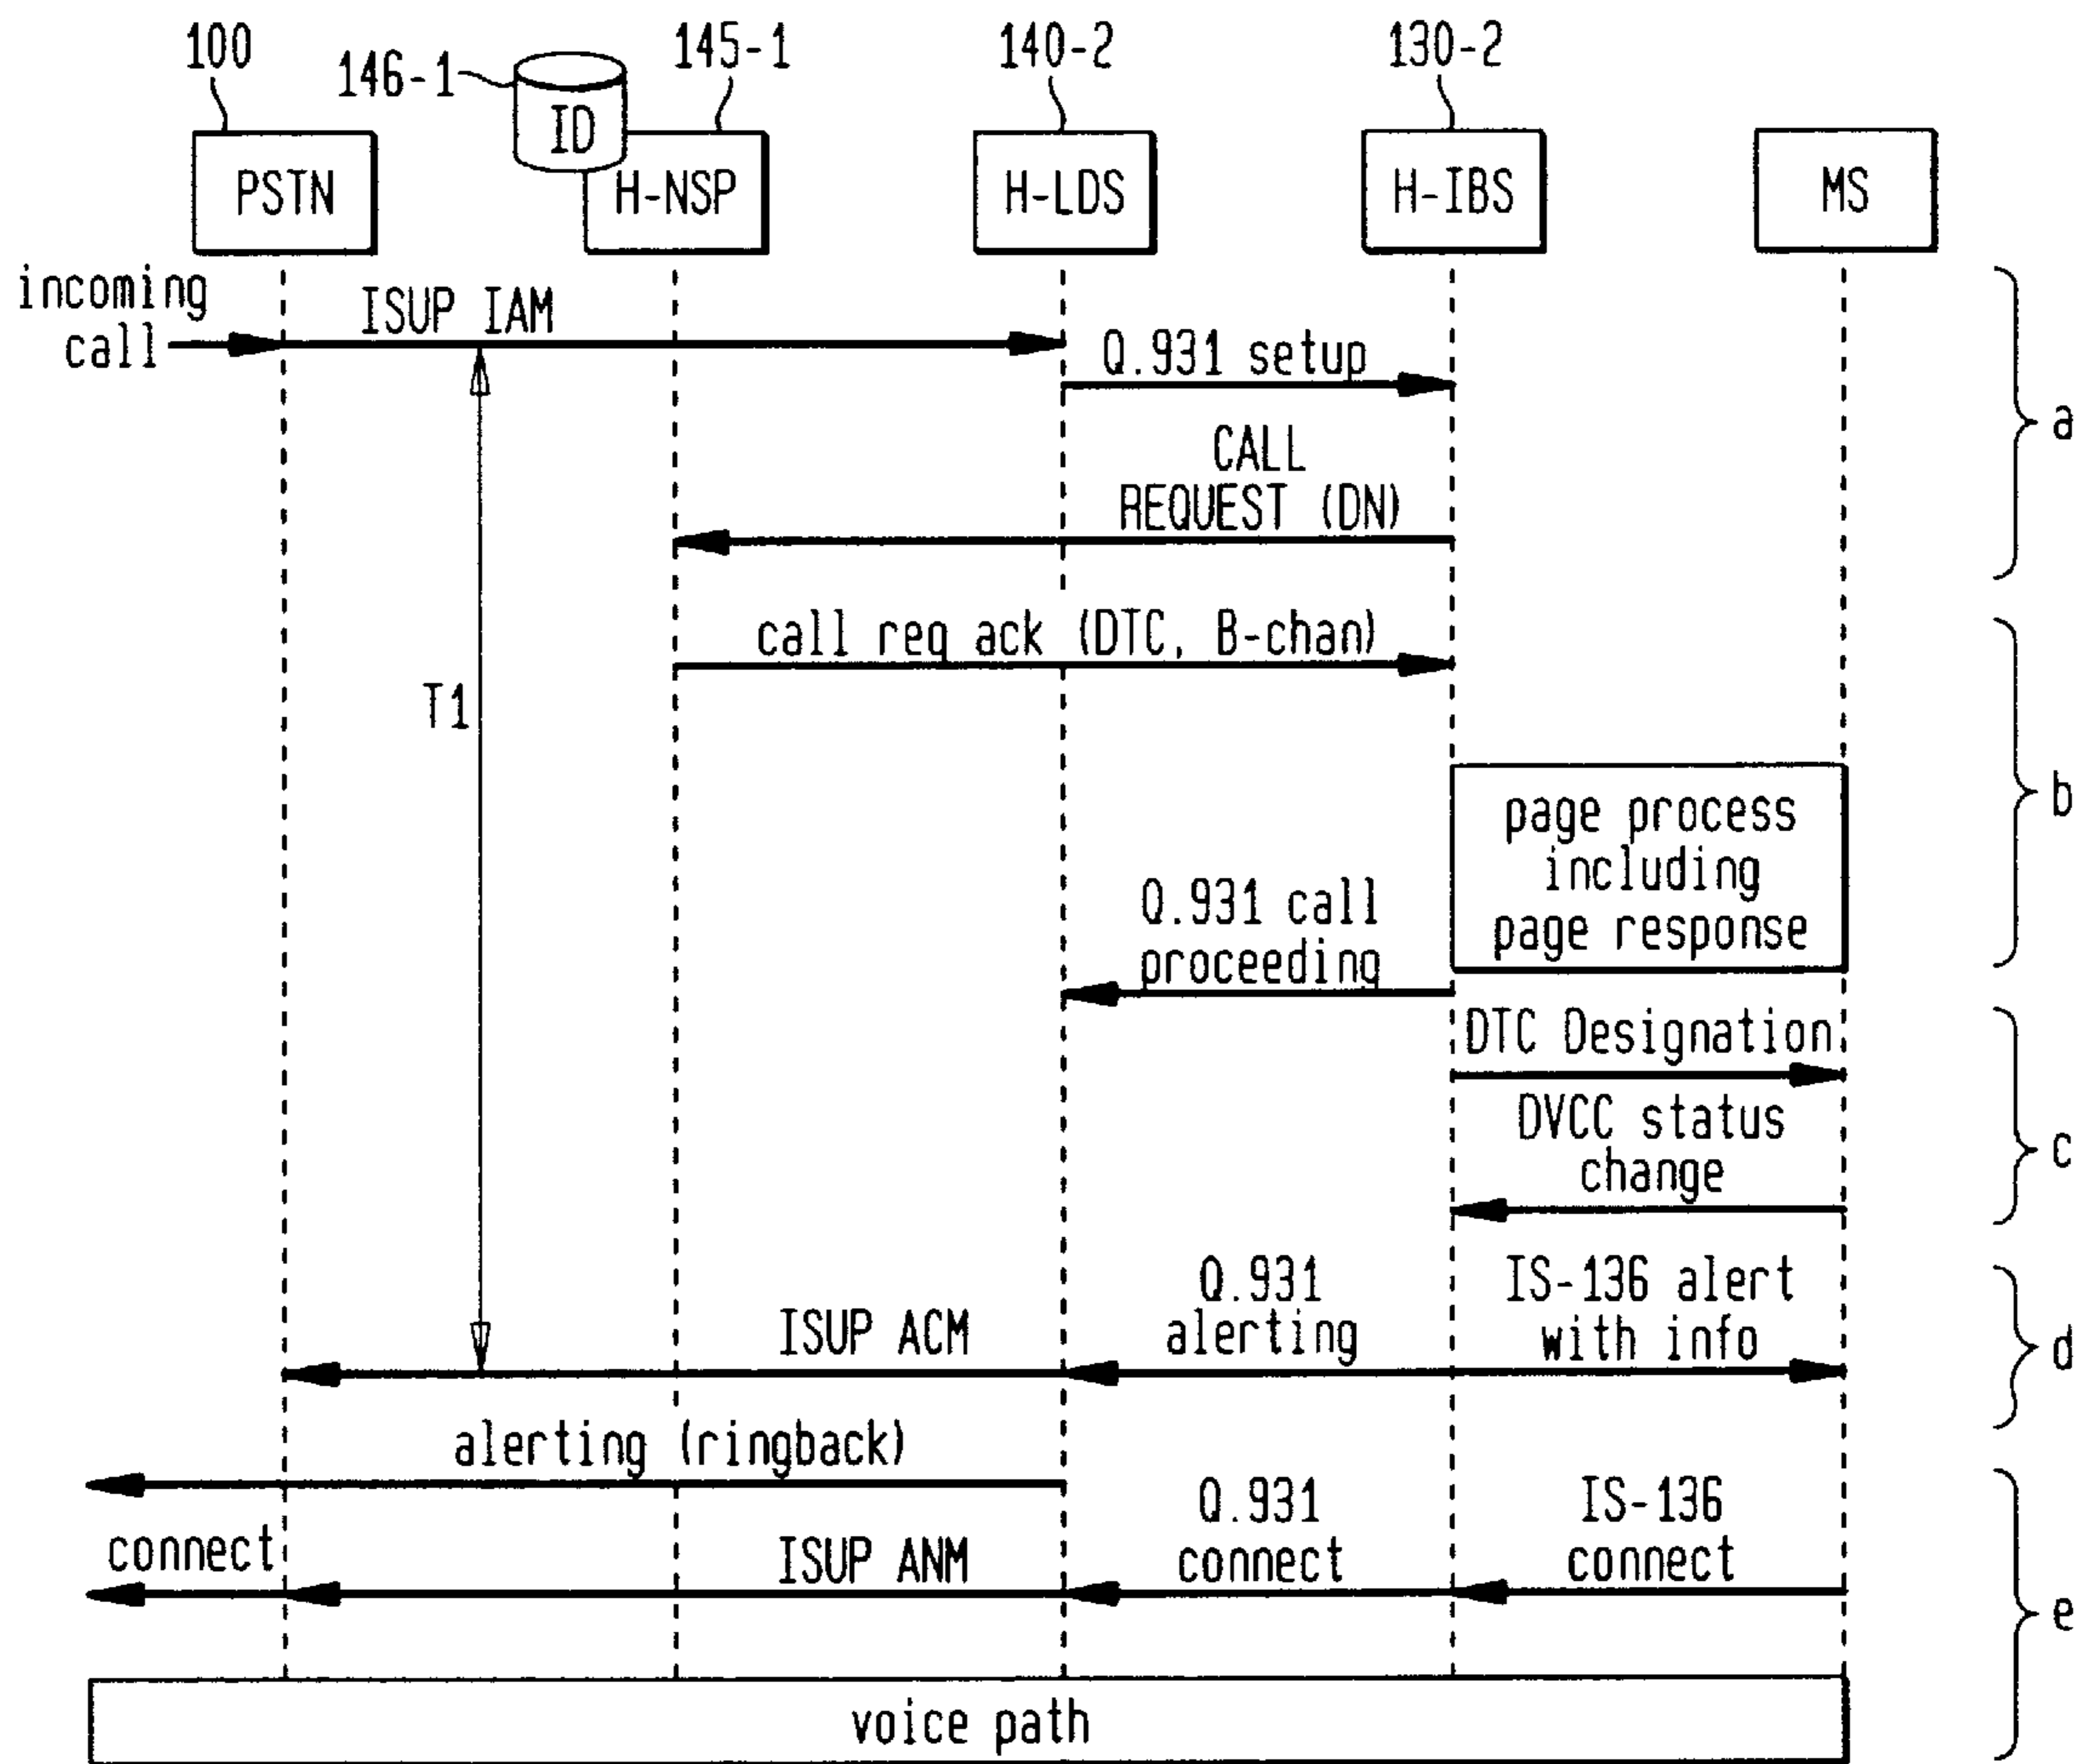 100
146-1
145-1
140-2
130-2
ID
PSTN
H-NSP
H-LDS
H-IBS
MS
incoming
call
ISUP IAM
Q.931 setup
CALL
REQUEST (DN)
a
call req ack (DTC, B-chan)
T1
page process
including
page response
b
Q.931 call
proceeding
DTC Designation
DVCC status
change
c
ISUP ACM
Q.931
alerting
IS-136 alert
with info
d
alerting (ringback)
connect
ISUP ANM
Q.931
connect
IS-136
connect
e
voice path